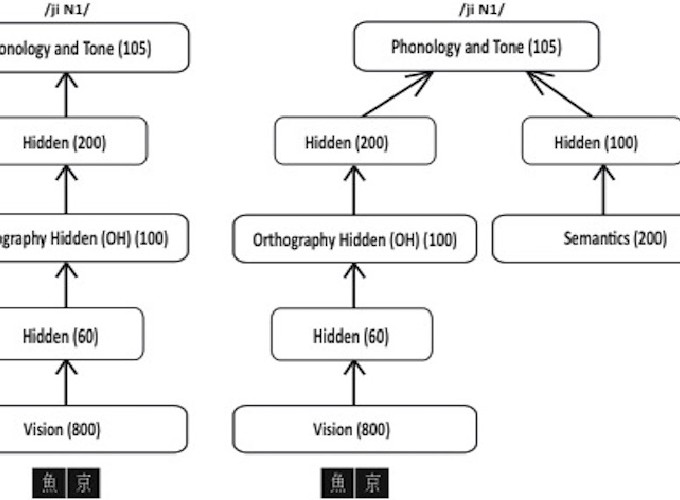 /ji N1/
onology and Tone (105)
Hidden (200)
graphy Hidden (OH) (100)
Hidden (60)
Vision (800)
魚 京
/ji N1/
Phonology and Tone (105)
Hidden (200)
Hidden (100)
Orthography Hidden (OH) (100)
Semantics (200)
Hidden (60)
Vision (800)
魚 京